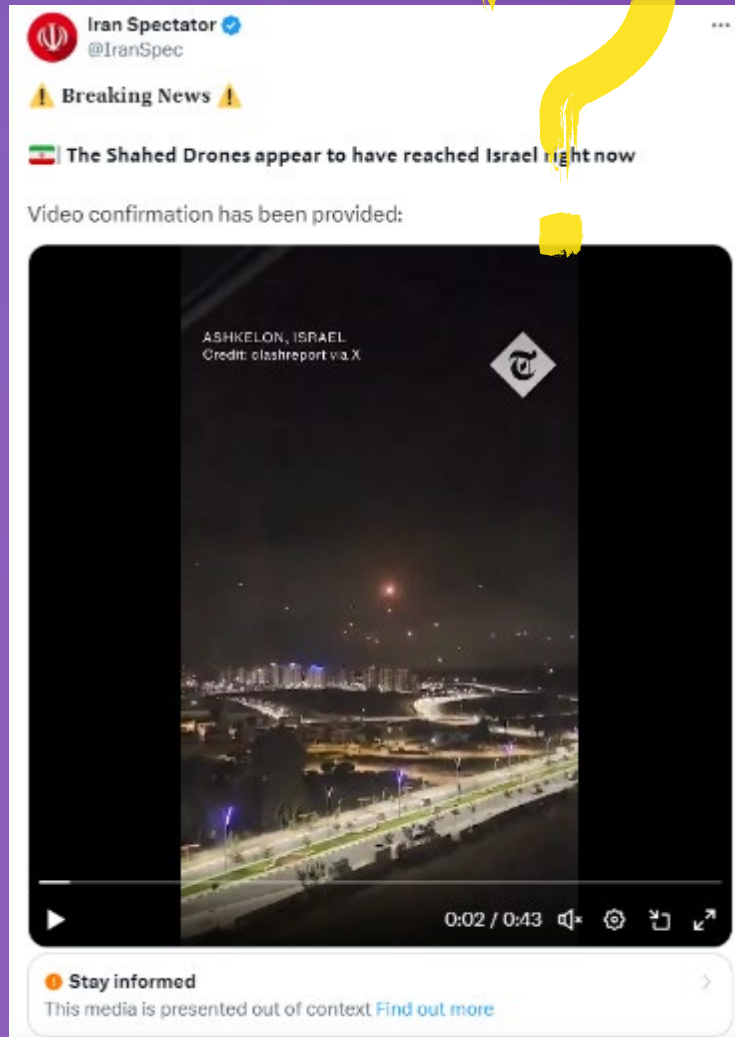 Iran Spectator
@IranSpec
⚠️ Breaking News ⚠️
🇮🇷| The Shahed Drones appear to have reached Israel right now
Video confirmation has been provided:
ASHKELON, ISRAEL
Credit: clashreport via X
T
0:02 / 0:43
Stay informed
This media is presented out of context Find out more
?